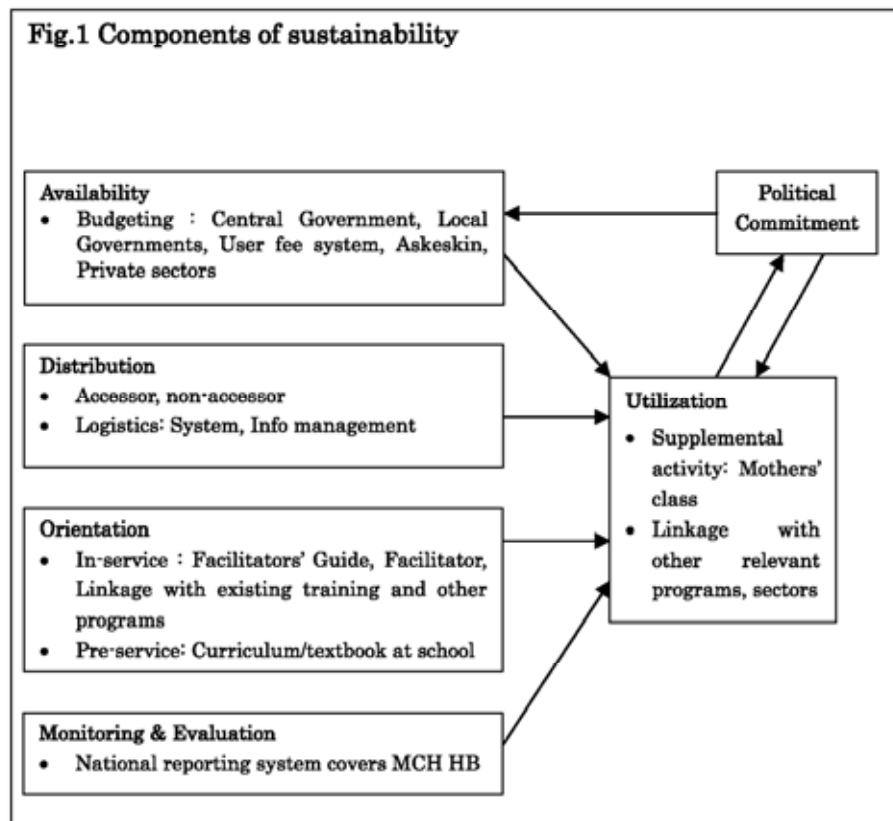 Fig.1 Components of sustainability
Availability
• Budgeting : Central Government, Local
Governments, User fee system, Askeskin,
Private sectors
Political
Commitment
Distribution
• Accessor, non-accessor
• Logistics: System, Info management
Utilization
• Supplemental
activity: Mothers'
class
• Linkage with
other relevant
programs, sectors
Orientation
• In-service : Facilitators' Guide, Facilitator,
Linkage with existing training and other
programs
• Pre-service: Curriculum/textbook at school
Monitoring & Evaluation
• National reporting system covers MCH HB